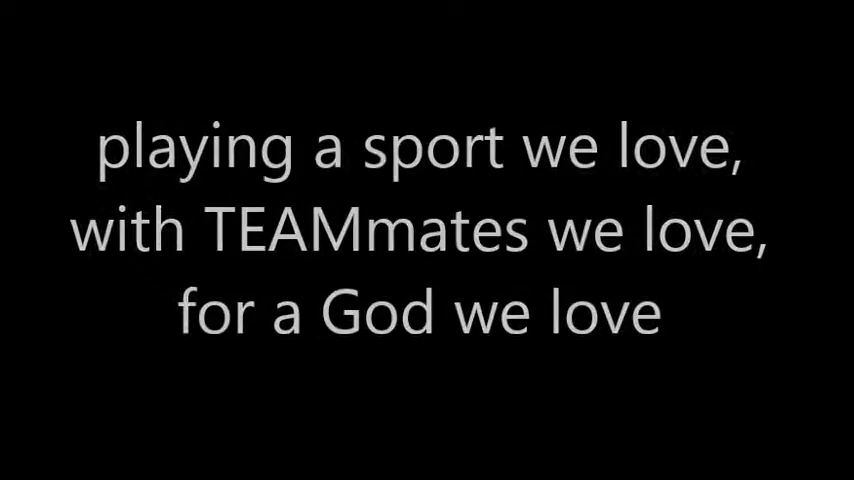 playing a sport we love,
with TEAMmates we love,
for a God we love